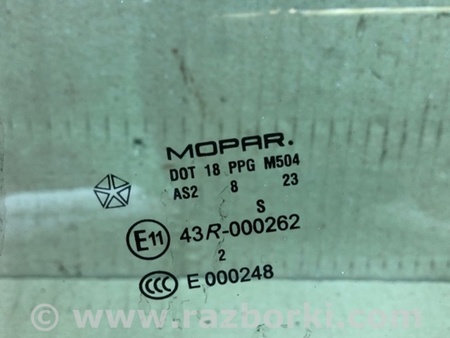 MOPAR.
DOT 18 PPG M504
AS2 8 23
S
E11 43R-000262
2
CCC E 000248
© www.razborki.com